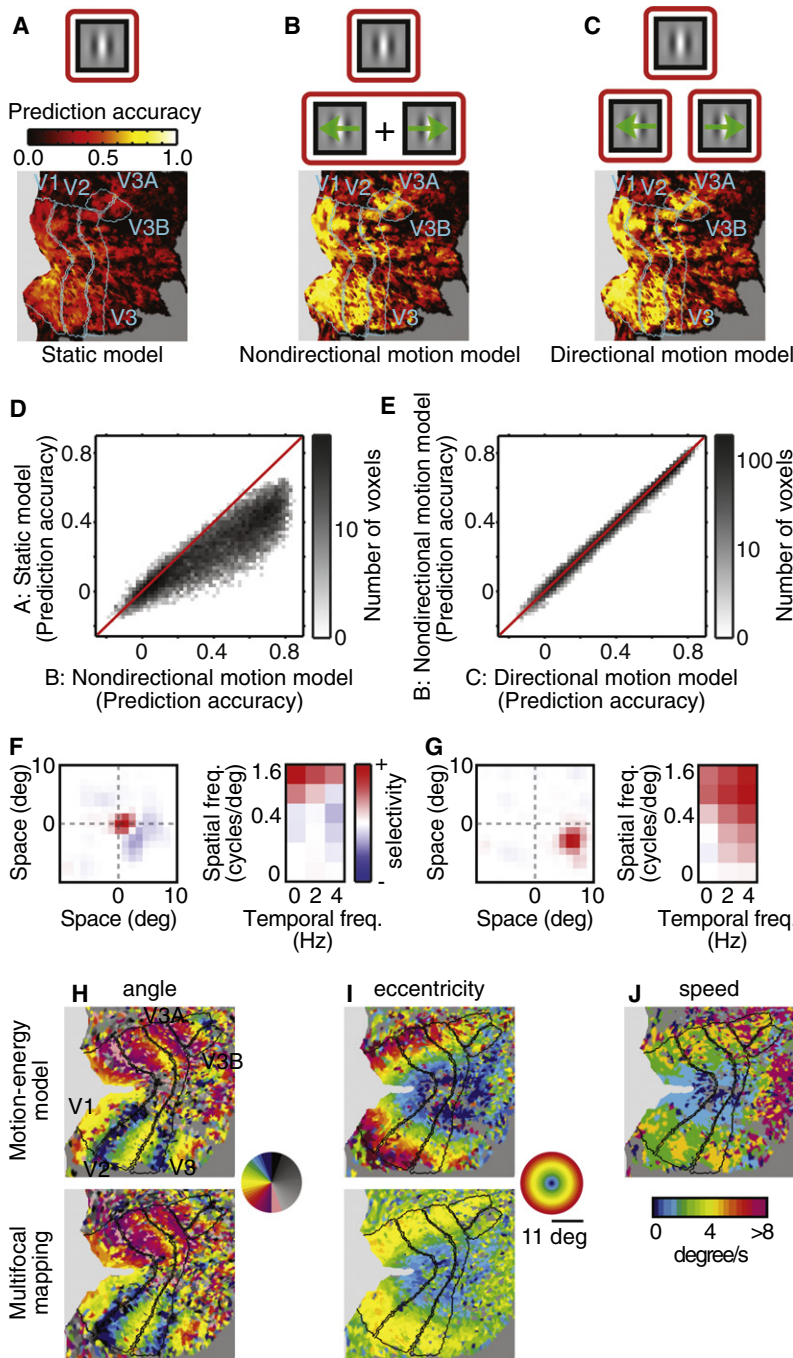 A
B
C
+
Prediction accuracy
0.0 0.5 1.0
V1 V2 V3A
V3B
V3
V1 V2 V3A
V3B
V3
V1 V2 V3A
V3B
V3
Static model
Nondirectional motion model
Directional motion model
D
A: Static model
(Prediction accuracy)
0.8
0.4
0
0 0.4 0.8
B: Nondirectional motion model
(Prediction accuracy)
10
0
Number of voxels
E
B: Nondirectional motion model
(Prediction accuracy)
0.8
0.4
0
0 0.4 0.8
C: Directional motion model
(Prediction accuracy)
100
10
0
Number of voxels
F
Space (deg)
10
0
0 10
Space (deg)
Spatial freq.
(cycles/deg)
1.6
0.4
0
0 2 4
Temporal freq.
(Hz)
+
selectivity
-
G
Space (deg)
10
0
0 10
Space (deg)
Spatial freq.
(cycles/deg)
1.6
0.4
0
0 2 4
Temporal freq.
(Hz)
H angle
I eccentricity
J speed
Motion-energy
model
V3A
V3B
V1
V2
V3
11 deg
0 4 >8
degree/s
Multifocal
mapping